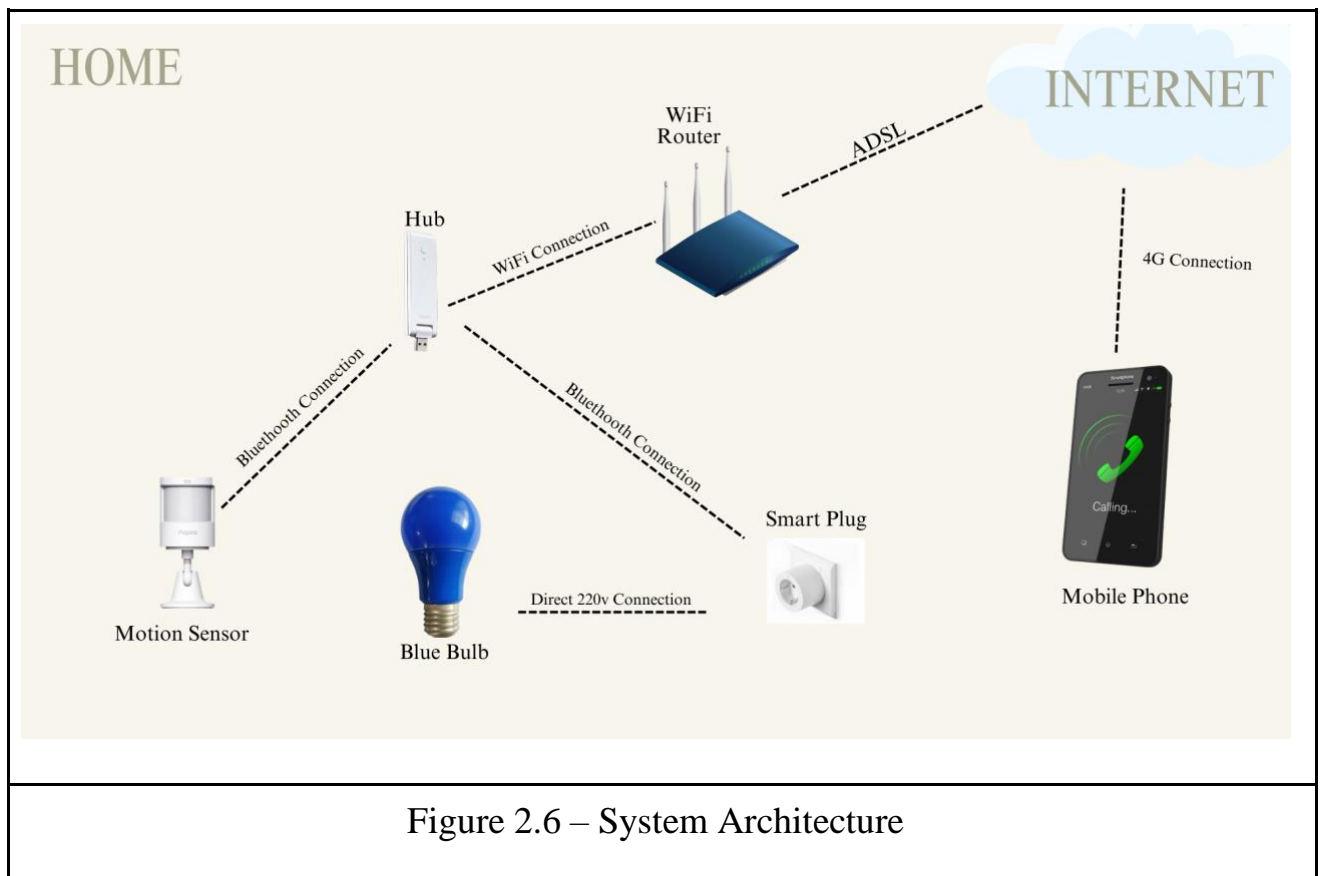 HOME
INTERNET
WiFi
Router
ADSL
Hub
WiFi Connection
4G Connection
Bluethooth Connection
Bluethooth Connection
Calling...
Smart Plug
Direct 220v Connection
Mobile Phone
Motion Sensor
Blue Bulb
Figure 2.6 – System Architecture